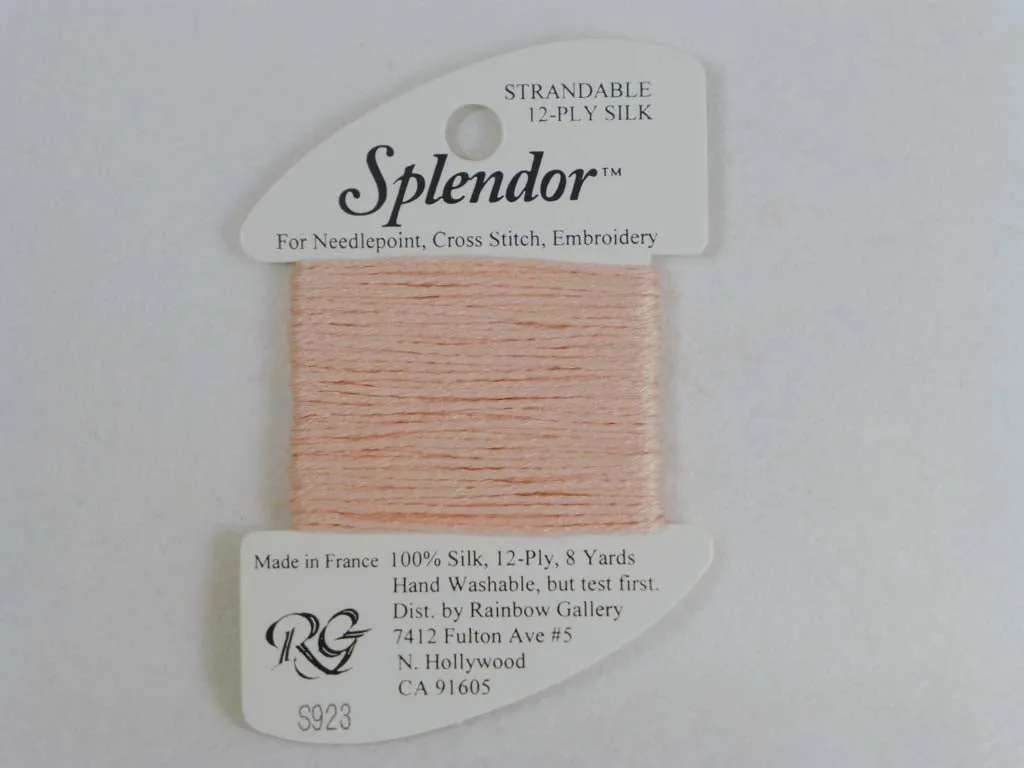 STRANDABLE
12-PLY SILK
Splendor™
For Needlepoint, Cross Stitch, Embroidery
Made in France
100% Silk, 12-Ply, 8 Yards
Hand Washable, but test first.
Dist. by Rainbow Gallery
7412 Fulton Ave #5
N. Hollywood
CA 91605
RG
S923